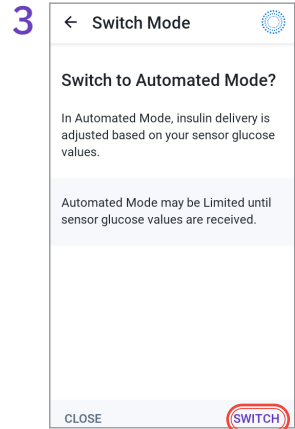 3
Switch Mode
Switch to Automated Mode?
In Automated Mode, insulin delivery is
adjusted based on your sensor glucose
values.
Automated Mode may be Limited until
sensor glucose values are received.
CLOSE SWITCH